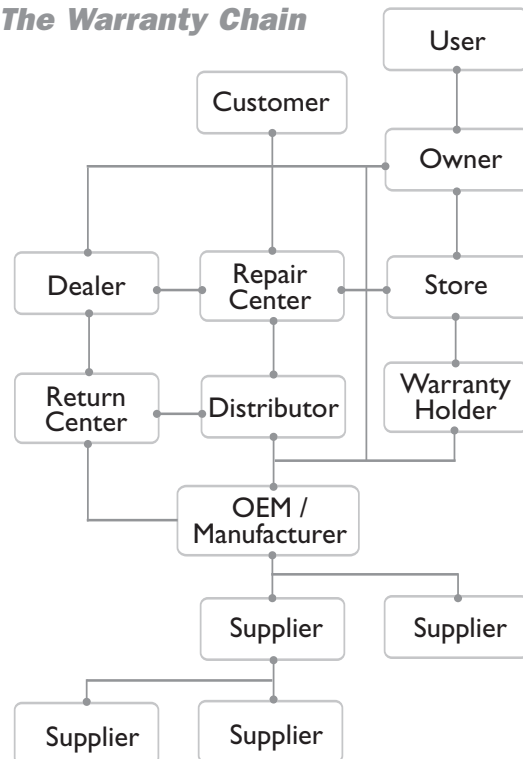 The Warranty Chain
User
Customer
Owner
Dealer
Repair
Center
Store
Return
Center
Distributor
Warranty
Holder
OEM /
Manufacturer
Supplier
Supplier
Supplier
Supplier